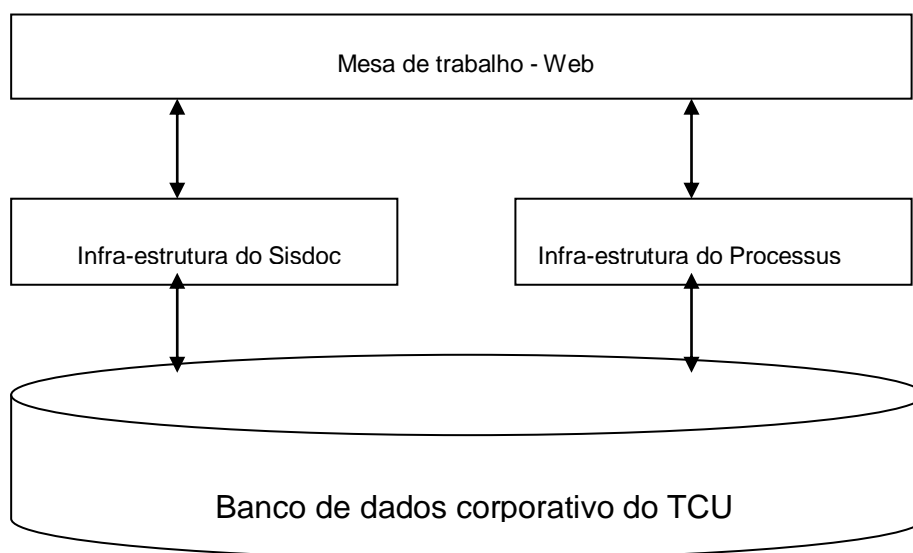 Mesa de trabalho - Web
Infra-estrutura do Sisdoc
Infra-estrutura do Processus
Banco de dados corporativo do TCU